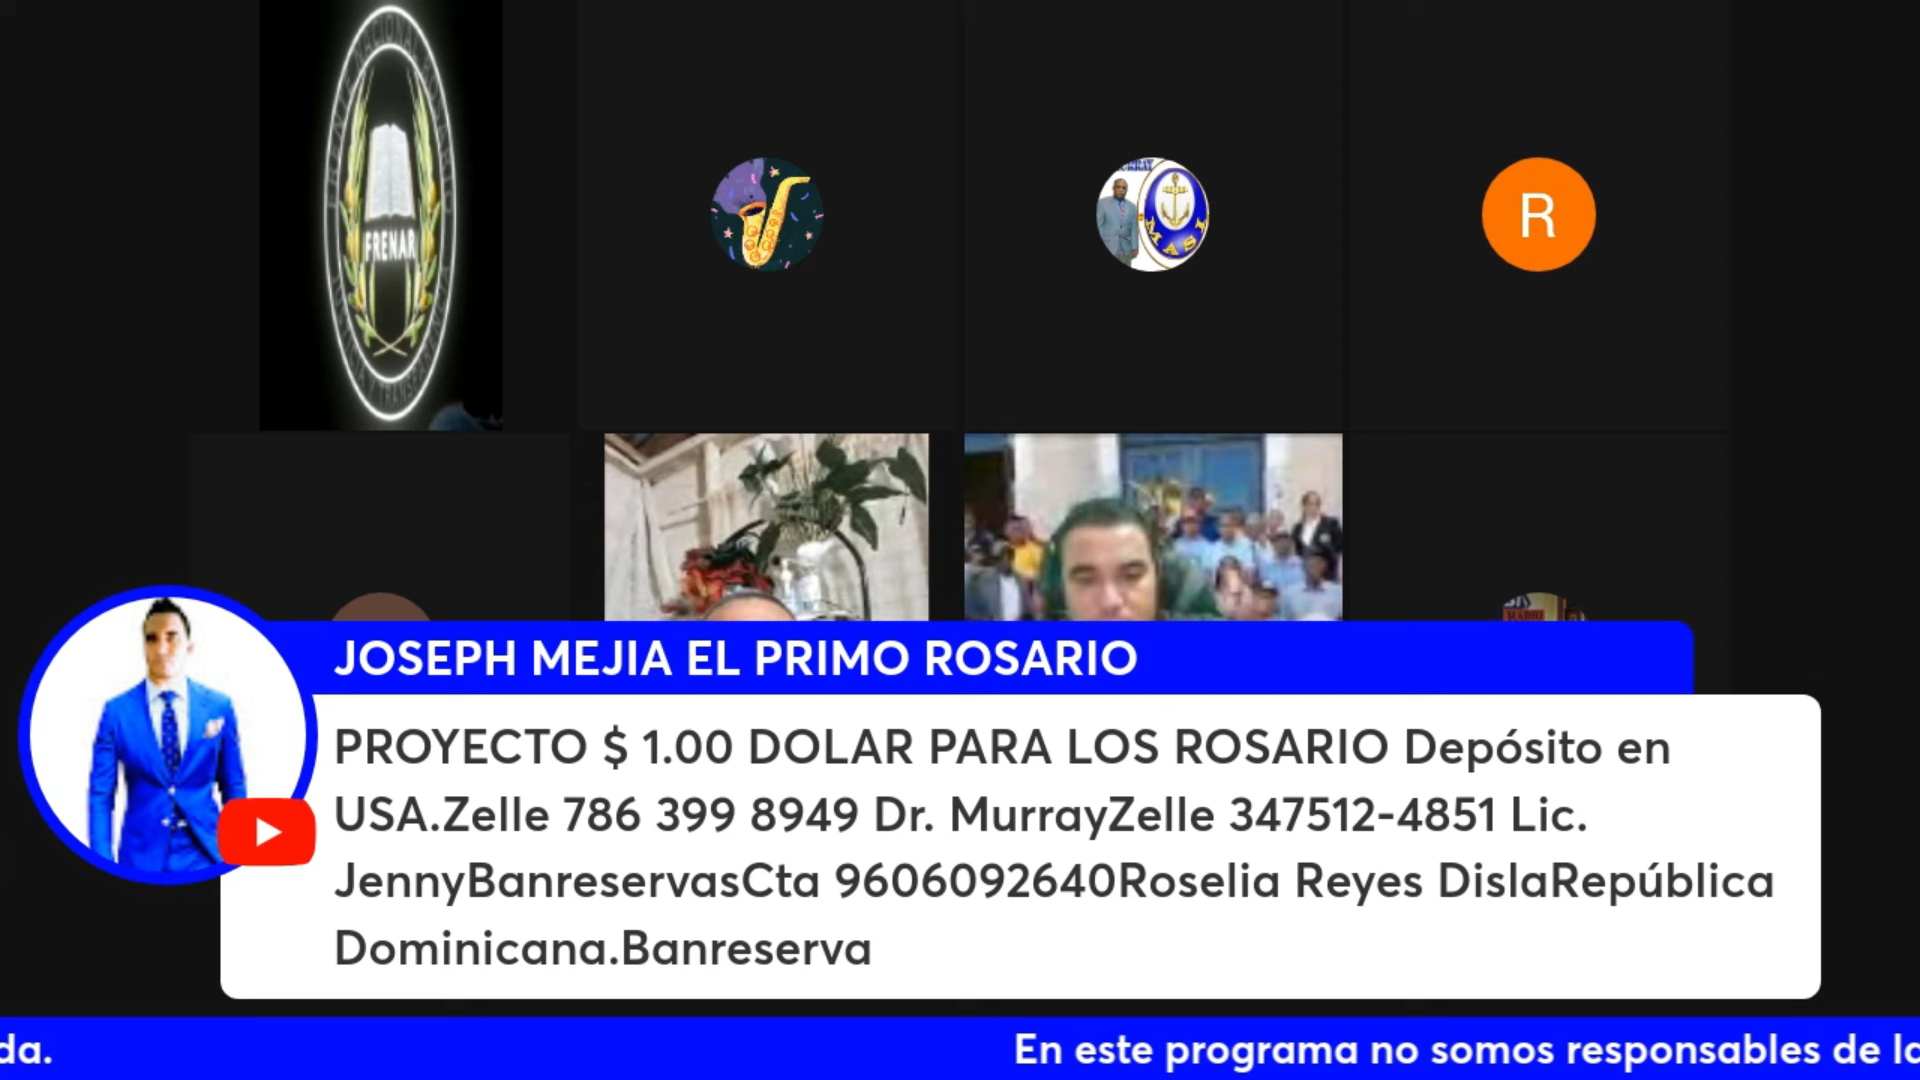 FRENAR
MASI
R
JOSEPH MEJIA EL PRIMO ROSARIO
PROYECTO $ 1.00 DOLAR PARA LOS ROSARIO Depósito en
USA.Zelle 786 399 8949 Dr. MurrayZelle 347512-4851 Lic.
JennyBanreservasCta 9606092640Roselia Reyes DislaRepública
Dominicana.Banreserva
da.
En este programa no somos responsables de la